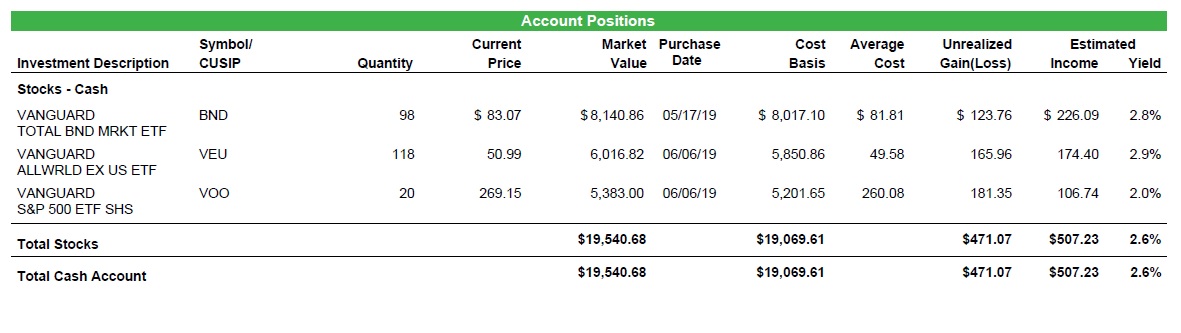 Account Positions
Symbol/ Current Market Purchase Cost Average Unrealized Estimated
Investment Description CUSIP Quantity Price Value Date Basis Cost Gain(Loss) Income Yield
Stocks - Cash
VANGUARD BND 98 $ 83.07 $8,140.86 05/17/19 $ 8,017.10 $ 81.81 $ 123.76 $ 226.09 2.8%
TOTAL BND MRKT ETF
VANGUARD VEU 118 50.99 6,016.82 06/06/19 5,850.86 49.58 165.96 174.40 2.9%
ALLWRLD EX US ETF
VANGUARD VOO 20 269.15 5,383.00 06/06/19 5,201.65 260.08 181.35 106.74 2.0%
S&P 500 ETF SHS
Total Stocks $19,540.68 $19,069.61 $471.07 $507.23 2.6%
Total Cash Account $19,540.68 $19,069.61 $471.07 $507.23 2.6%